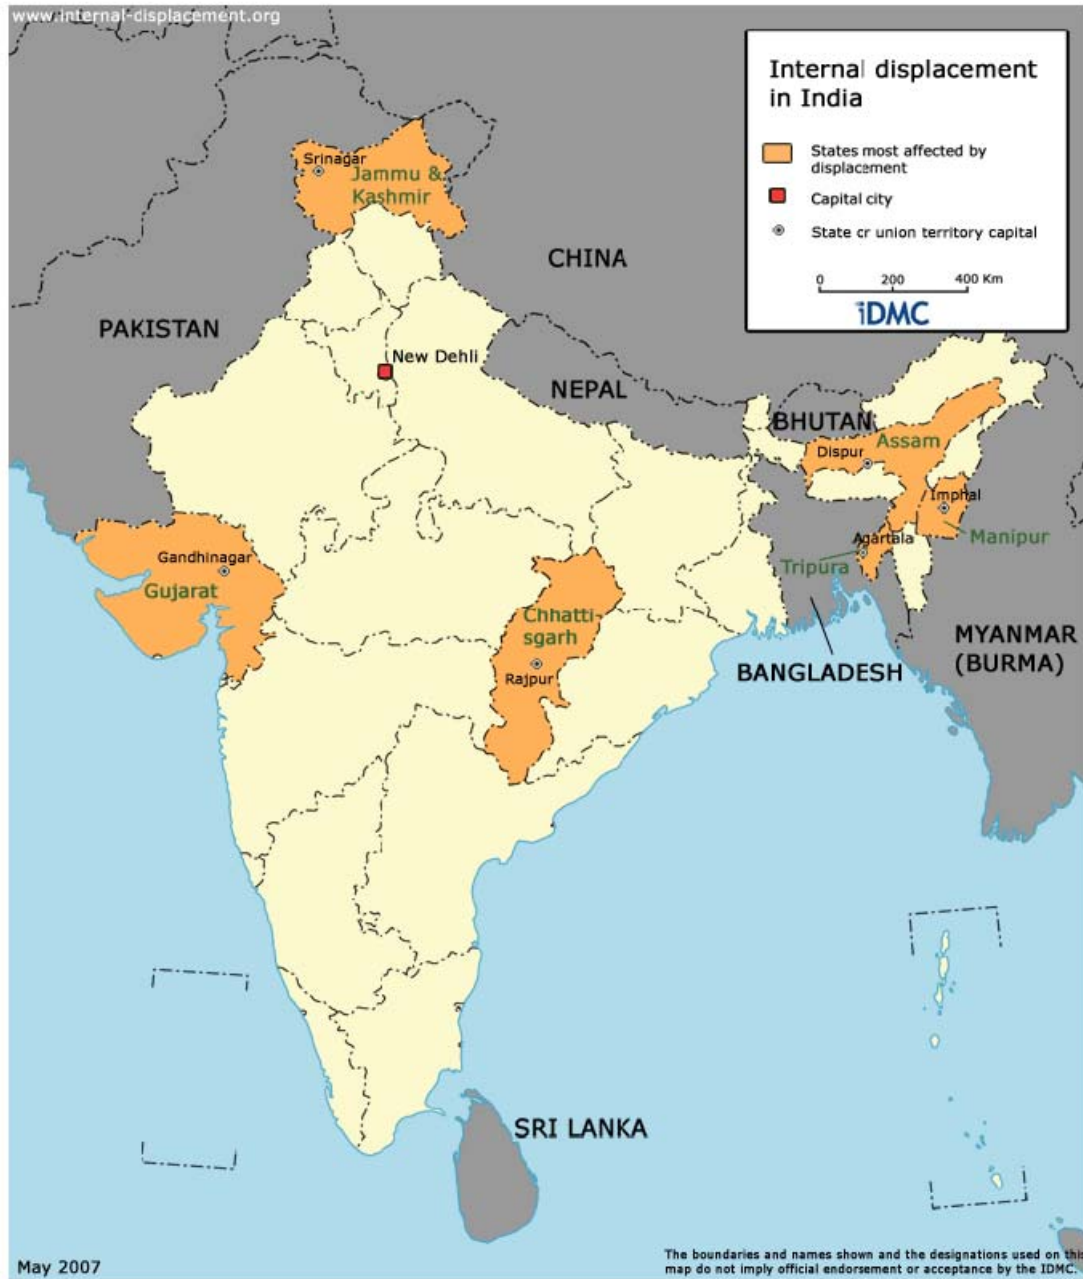 www.internal-displacement.org
Internal displacement
in India
States most affected by
displacement
Capital city
State cr union territory capital
0 200 400 Km
iDMC
Srinagar
Jammu &
Kashmir
CHINA
PAKISTAN
New Dehli
NEPAL
BHUTAN
Assam
Dispur
Imphal
Manipur
Agartala
Tripura
Gandhinagar
Gujarat
Chhatti
sgarh
Rajpur
BANGLADESH
MYANMAR
(BURMA)
SRI LANKA
May 2007
The boundaries and names shown and the designations used on this
map do not imply official endorsement or acceptance by the IDMC.